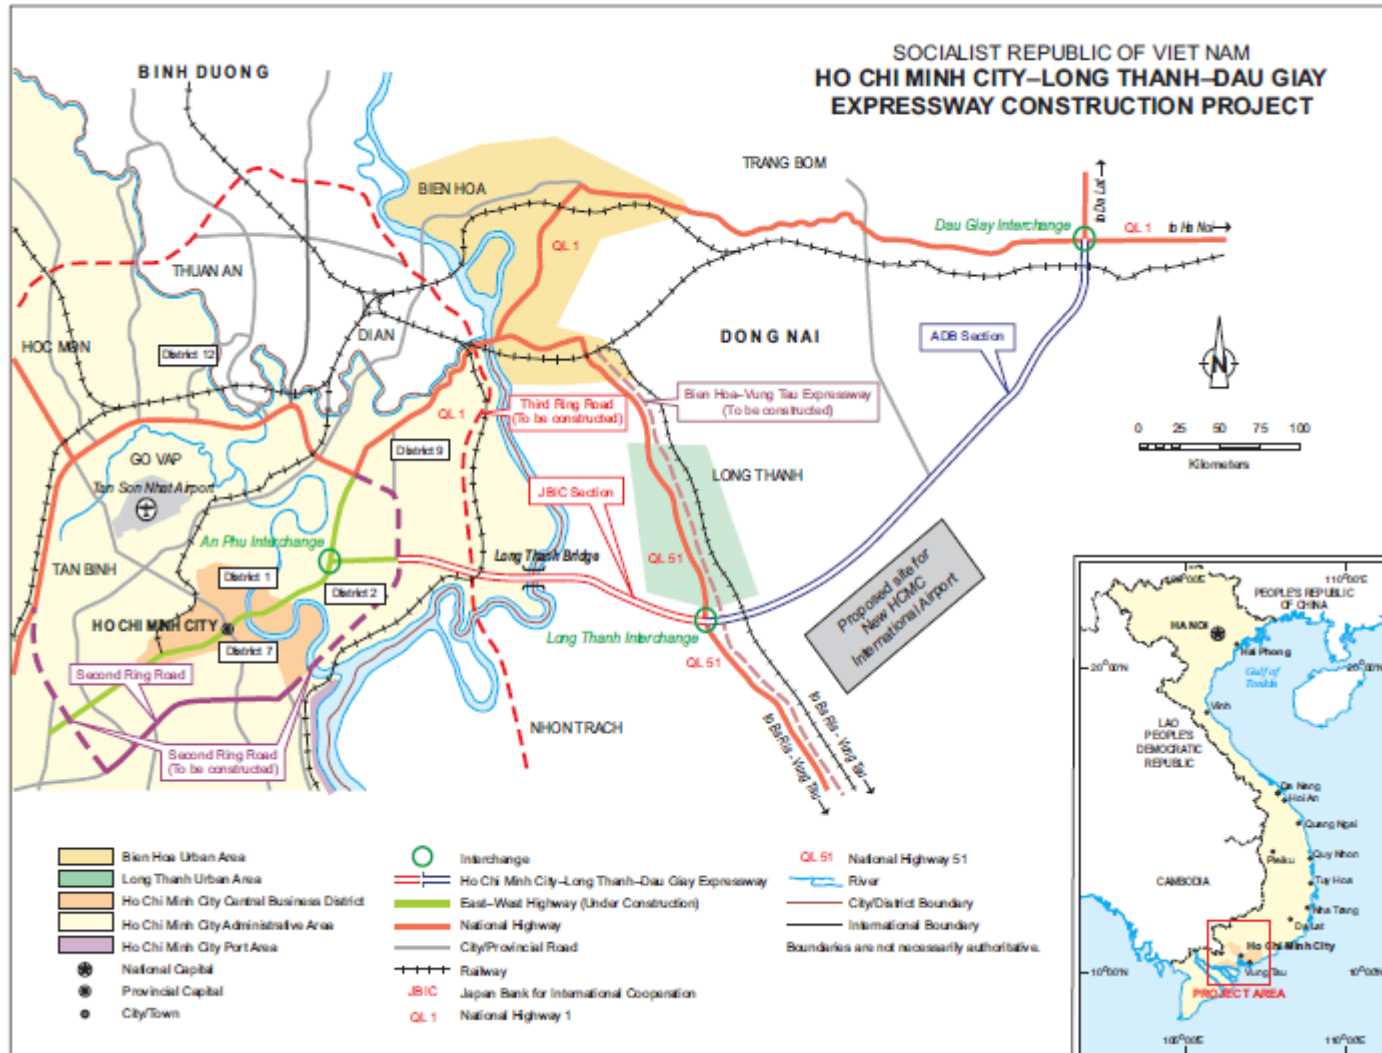 SOCIALIST REPUBLIC OF VIET NAM
HO CHI MINH CITY–LONG THANH–DAU GIAY
EXPRESSWAY CONSTRUCTION PROJECT
BINH DUONG
TRANG BOM
BIEN HOA
to Da Lat
Dau Giay Interchange
QL 1
to Ha Noi
QL 1
THUAN AN
HOC MON
DI AN
District 12
DONG NAI
ADB Section
N
Bien Hoa–Vung Tau Expressway
(To be constructed)
Third Ring Road
(To be constructed)
QL 1
0 25 50 75 100
Kilometers
District 9
GO VAP
Tan Son Nhat Airport
LONG THANH
JBIC Section
An Phu Interchange
Long Thanh Bridge
QL 51
TAN BINH
District 1
District 2
Proposed site for
New HCMC
International Airport
HO CHI MINH CITY
District 7
Long Thanh Interchange
QL 51
Second Ring Road
NHON TRACH
to Ba Ria - Vung Tau
to Ba Ria - Vung Tau
Second Ring Road
(To be constructed)
Bien Hoa Urban Area
Long Thanh Urban Area
Ho Chi Minh City Central Business District
Ho Chi Minh City Administrative Area
Ho Chi Minh City Port Area
National Capital
Provincial Capital
City/Town
Interchange
Ho Chi Minh City–Long Thanh–Dau Giay Expressway
East–West Highway (Under Construction)
National Highway
City/Provincial Road
Railway
JBIC Japan Bank for International Cooperation
QL 1 National Highway 1
QL 51 National Highway 51
River
City/District Boundary
International Boundary
Boundaries are not necessarily authoritative.
110°00'E
PEOPLE'S REPUBLIC
OF CHINA
HA NOI
Hai Phong
20°00'N
20°00'N
Gulf of
Tonkin
Vinh
LAO
PEOPLE'S
DEMOCRATIC
REPUBLIC
Da Nang
Hoi An
Quang Ngai
Pleiku
Quy Nhon
CAMBODIA
Tuy Hoa
Nha Trang
Da Lat
Ho Chi Minh City
Vung Tau
10°00'N
10°00'N
PROJECT AREA
110°00'E